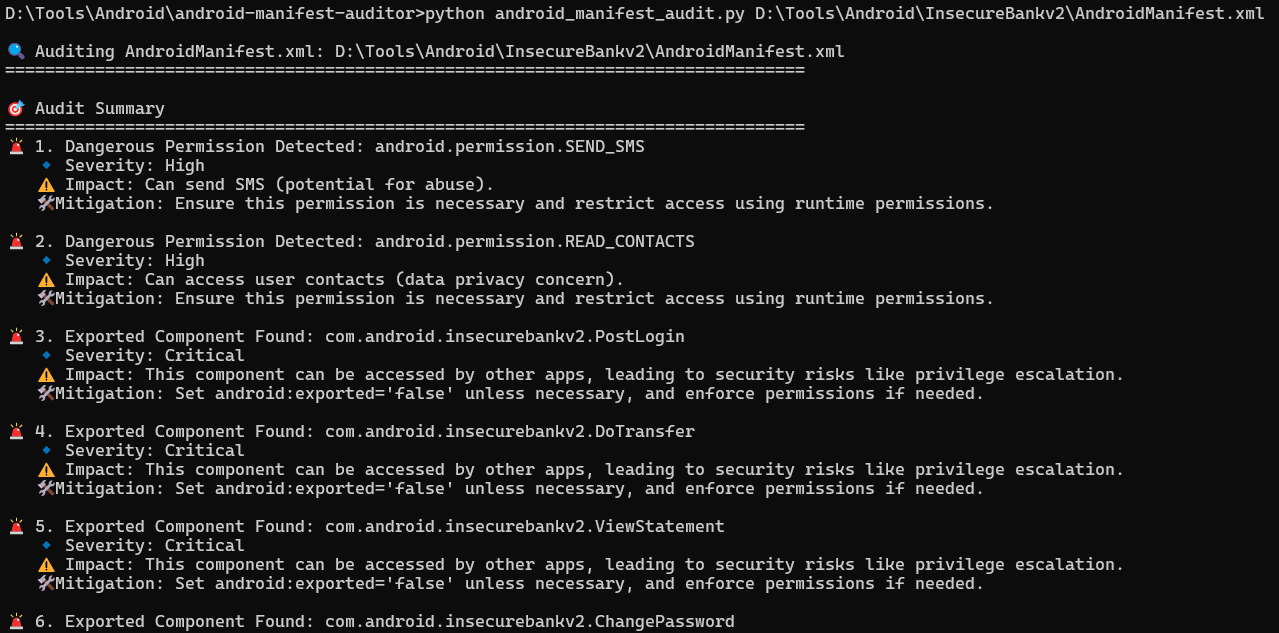 D:\Tools\Android\android-manifest-auditor>python android_manifest_audit.py D:\Tools\Android\InsecureBankv2\AndroidManifest.xml
🔍 Auditing AndroidManifest.xml: D:\Tools\Android\InsecureBankv2\AndroidManifest.xml
================================================================================
🎯 Audit Summary
================================================================================
🚨 1. Dangerous Permission Detected: android.permission.SEND_SMS
🔹 Severity: High
⚠️ Impact: Can send SMS (potential for abuse).
🛠Mitigation: Ensure this permission is necessary and restrict access using runtime permissions.
🚨 2. Dangerous Permission Detected: android.permission.READ_CONTACTS
🔹 Severity: High
⚠️ Impact: Can access user contacts (data privacy concern).
🛠Mitigation: Ensure this permission is necessary and restrict access using runtime permissions.
🚨 3. Exported Component Found: com.android.insecurebankv2.PostLogin
🔹 Severity: Critical
⚠️ Impact: This component can be accessed by other apps, leading to security risks like privilege escalation.
🛠Mitigation: Set android:exported='false' unless necessary, and enforce permissions if needed.
🚨 4. Exported Component Found: com.android.insecurebankv2.DoTransfer
🔹 Severity: Critical
⚠️ Impact: This component can be accessed by other apps, leading to security risks like privilege escalation.
🛠Mitigation: Set android:exported='false' unless necessary, and enforce permissions if needed.
🚨 5. Exported Component Found: com.android.insecurebankv2.ViewStatement
🔹 Severity: Critical
⚠️ Impact: This component can be accessed by other apps, leading to security risks like privilege escalation.
🛠Mitigation: Set android:exported='false' unless necessary, and enforce permissions if needed.
🚨 6. Exported Component Found: com.android.insecurebankv2.ChangePassword